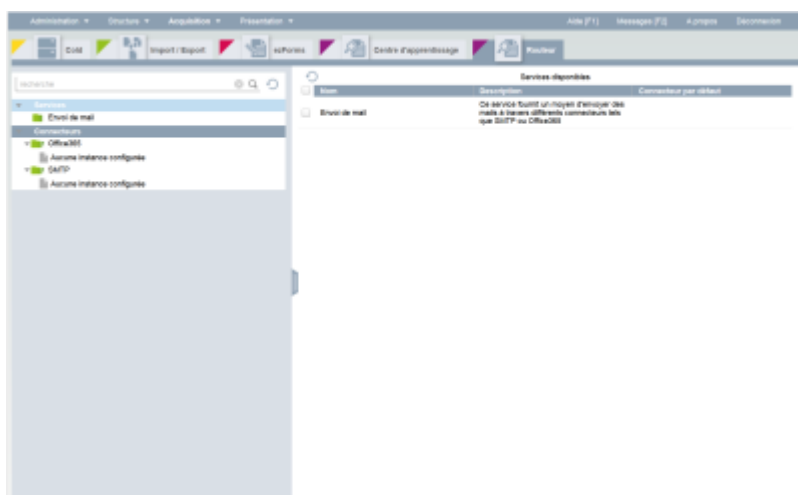 Administration Structure Acquisition Présentation Aide (F1) Messages (F2) A propos Déconnexion
Cold Import / Export esForms Centre d'apprentissage Routeur
recherche
Services disponibles
Nom Description Connecteur par défaut
Services
Envoi de mail
Connecteurs
Office365
Aucune instance configurée
SMTP
Aucune instance configurée
Envoi de mail
Ce service fournit un moyen d'envoyer des
mails à travers différents connecteurs tels
que SMTP ou Office365